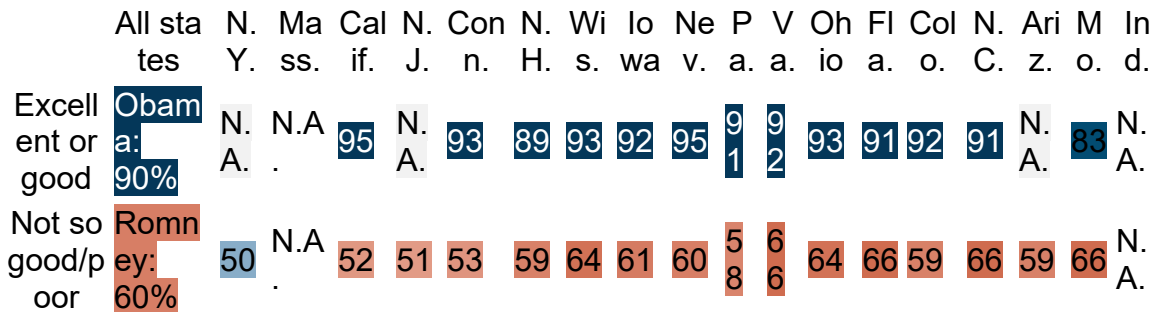 All sta N. Ma Cal N. Con N. Wi Io Ne P V Oh Fl Col N. Ari M In
tes Y. ss. if. J. n. H. s. wa v. a. a. io a. o. C. z. o. d.
Excell Obam N. N.A N. 9 9 N. N.
ent or a: A. . 95 A. 93 89 93 92 95 1 2 93 91 92 91 A. 83 A.
good 90%
Not so Romn N.A 5 6 N.
good/p ey: 50 . 52 51 53 59 64 61 60 8 6 64 66 59 66 59 66 A.
oor 60%